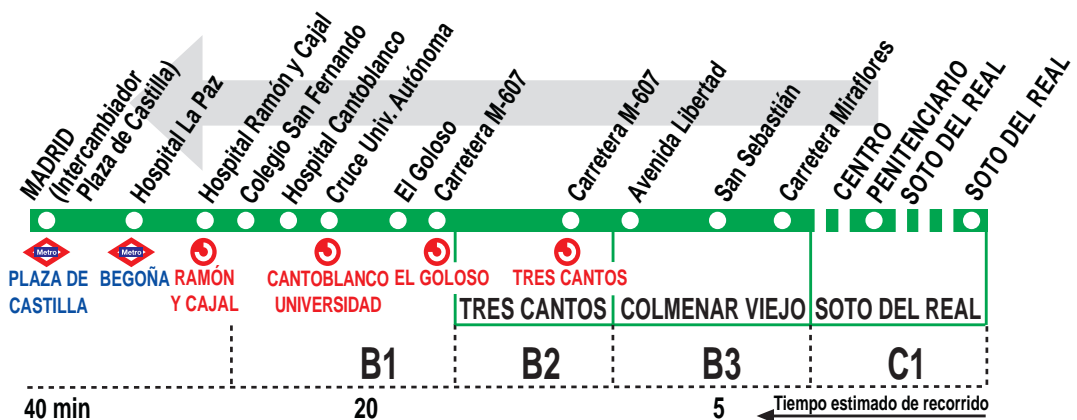 MADRID
(Intercambiador
Plaza de Castilla)
Hospital La Paz
Hospital Ramón y Cajal
Colegio San Fernando
Hospital Cantoblanco
Cruce Univ. Autónoma
El Goloso
Carretera M-607
Carretera M-607
Avenida Libertad
San Sebastián
Carretera Miraflores
CENTRO
PENITENCIARIO
SOTO DEL REAL
SOTO DEL REAL
Metro
Metro
PLAZA DE
CASTILLA
BEGOÑA
RAMÓN
Y CAJAL
CANTOBLANCO
UNIVERSIDAD
EL GOLOSO
TRES CANTOS
TRES CANTOS
COLMENAR VIEJO
SOTO DEL REAL
B1
B2
B3
C1
40 min
20
5
Tiempo estimado de recorrido